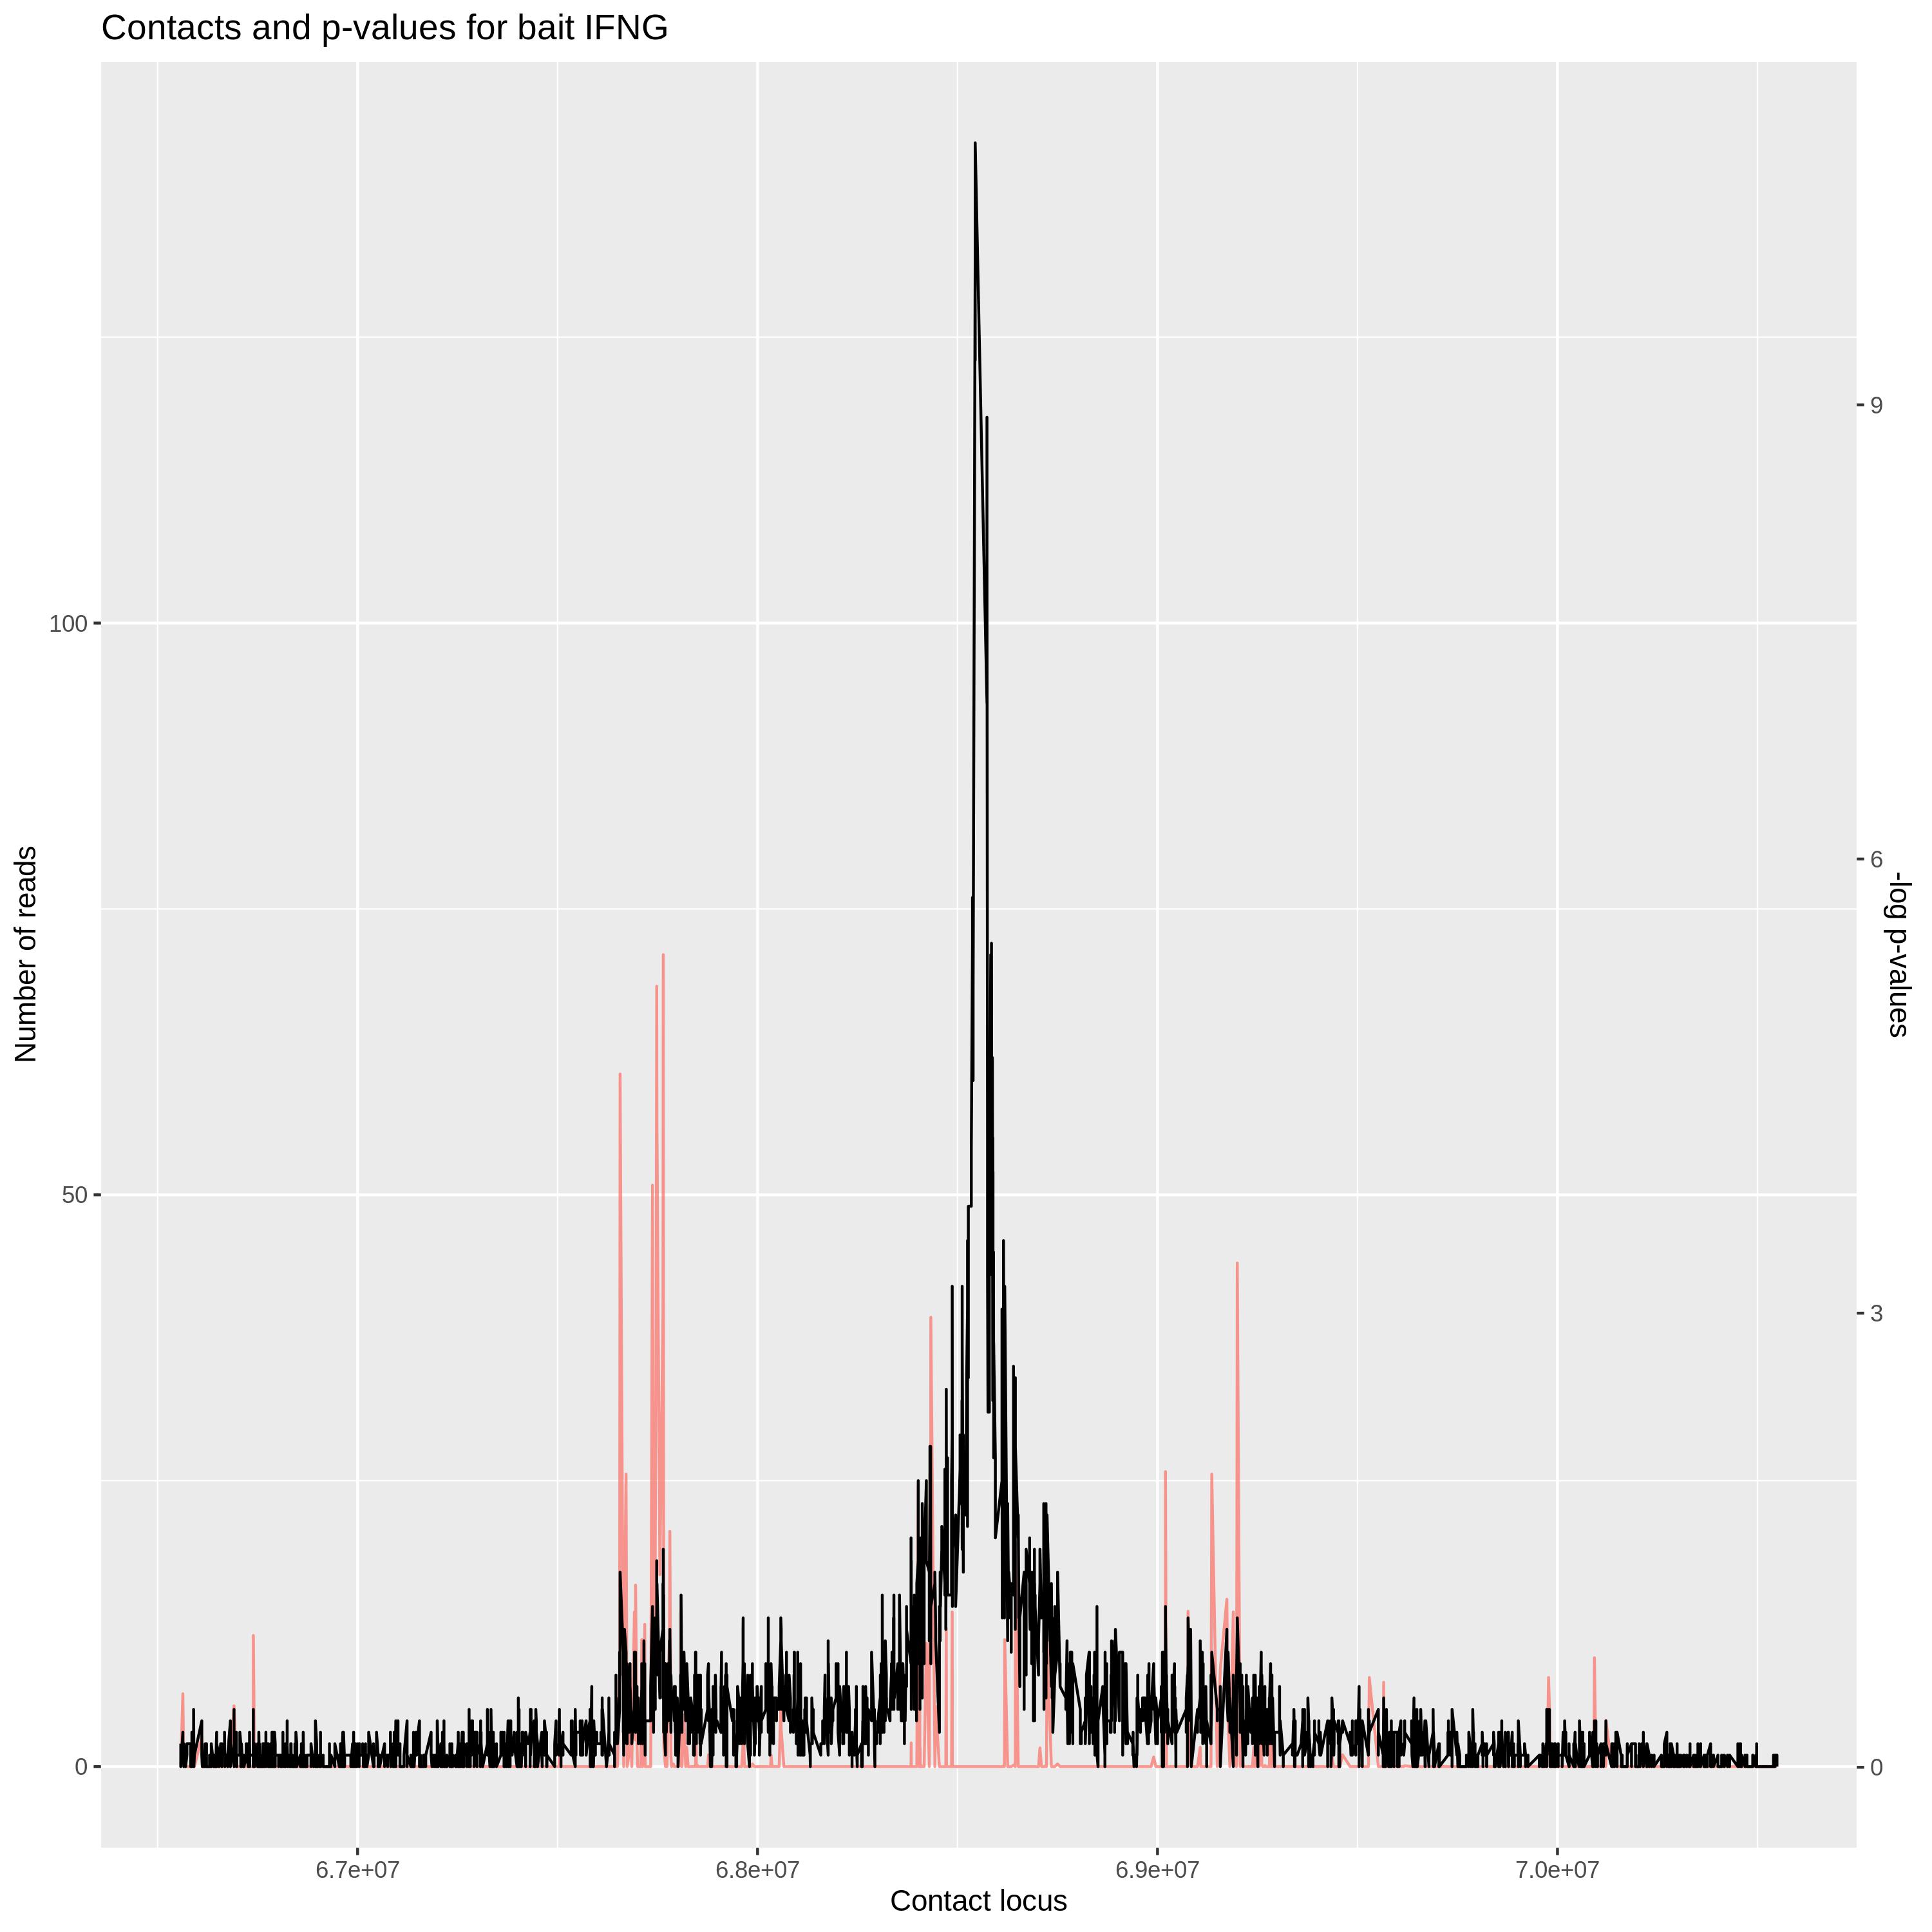 Contacts and p-values for bait IFNG
Number of reads
100
50
0
9
6
3
0
-log p-values
6.7e+07
6.8e+07
6.9e+07
7.0e+07
Contact locus